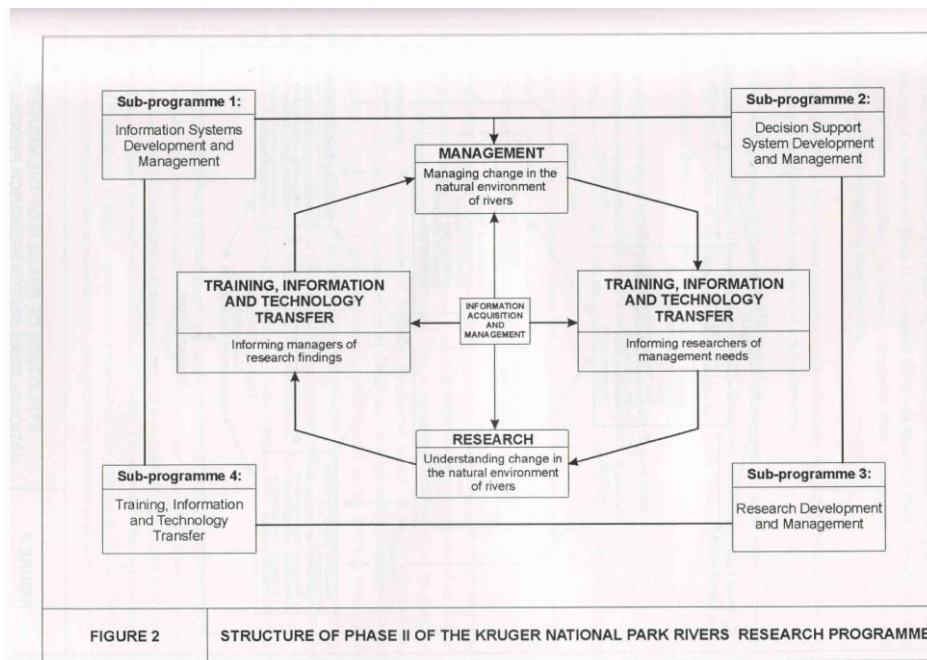 Sub-programme 1:
Information Systems
Development and
Management
Sub-programme 2:
Decision Support
System Development
and Management
MANAGEMENT
Managing change in the
natural environment
of rivers
TRAINING, INFORMATION
AND TECHNOLOGY
TRANSFER
Informing managers of
research findings
INFORMATION
ACQUISITION
AND
MANAGEMENT
TRAINING, INFORMATION
AND TECHNOLOGY
TRANSFER
Informing researchers of
management needs
RESEARCH
Understanding change in
the natural environment
of rivers
Sub-programme 4:
Training, Information
and Technology
Transfer
Sub-programme 3:
Research Development
and Management
FIGURE 2
STRUCTURE OF PHASE II OF THE KRUGER NATIONAL PARK RIVERS RESEARCH PROGRAMME